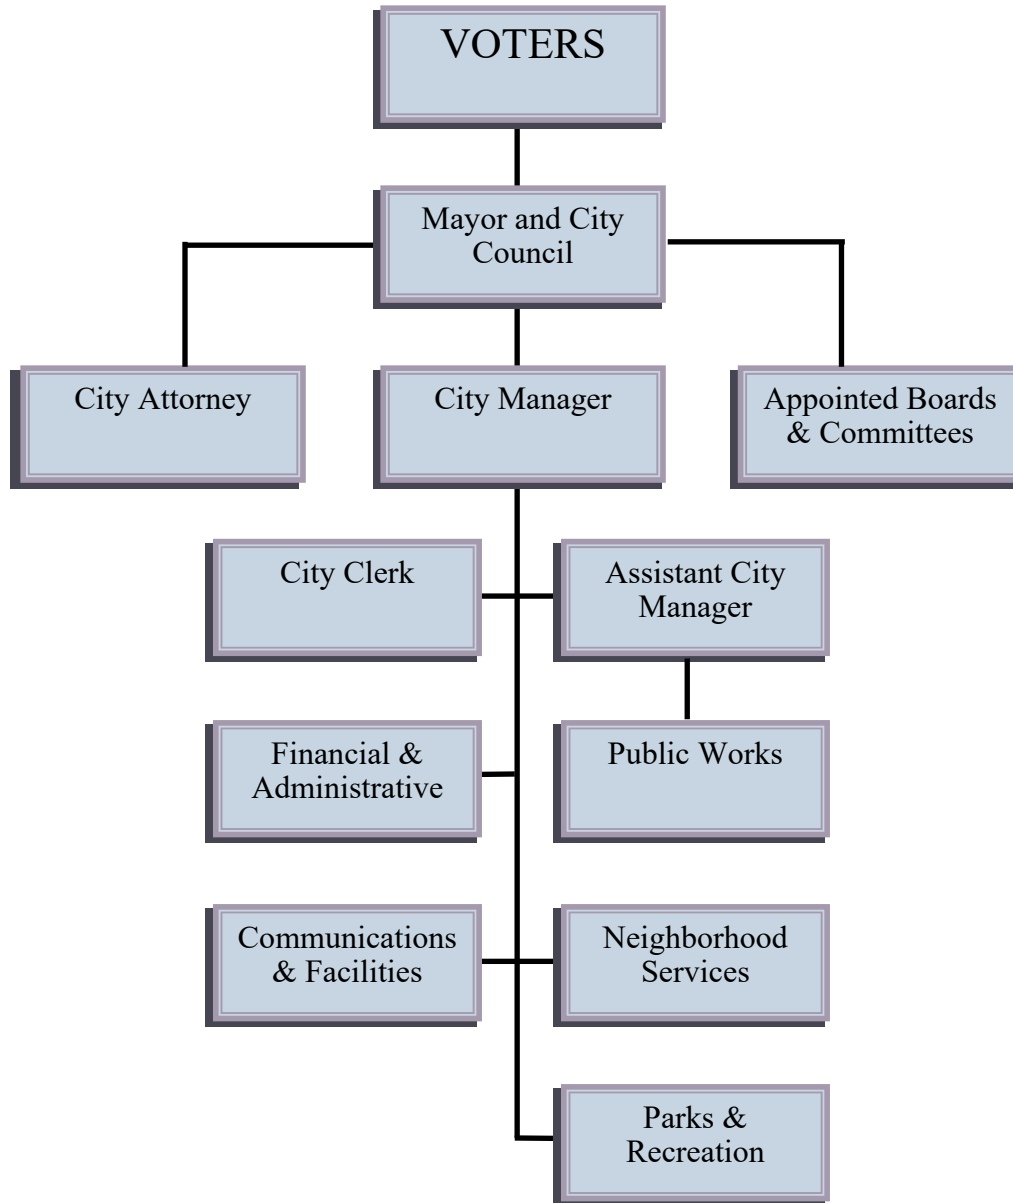 VOTERS
Mayor and City
Council
City Attorney
City Manager
Appointed Boards
& Committees
City Clerk
Assistant City
Manager
Financial &
Administrative
Public Works
Communications
& Facilities
Neighborhood
Services
Parks &
Recreation